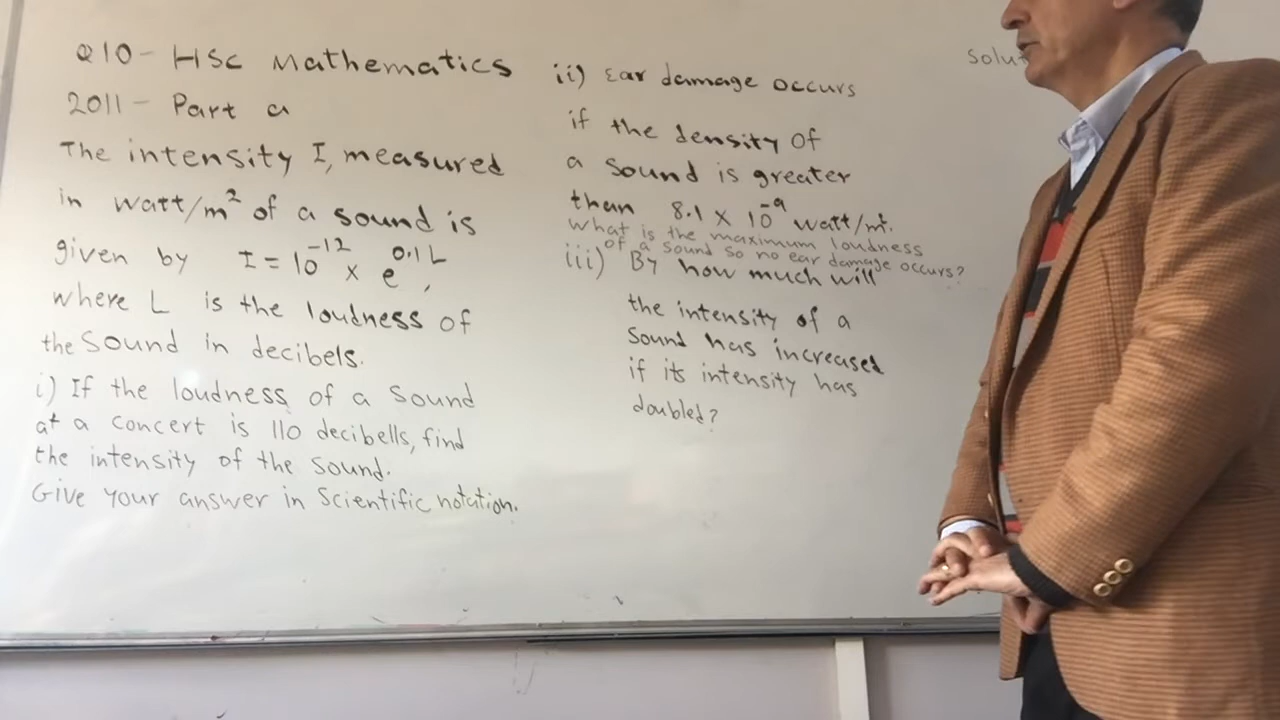 Q10 - HSC Mathematics
2011 - Part a
The intensity I, measured
in watt/m² of a sound is
given by I = 10⁻¹² × e^0.1L,
where L is the loudness of
the sound in decibels.
i) If the loudness of a sound
at a concert is 110 decibells, find
the intensity of the sound.
Give your answer in scientific notation.
ii) Ear damage occurs
if the density of
a sound is greater
than 8.1 × 10⁻⁹ watt/m².
What is the maximum loudness
of a sound so no ear damage occurs?
iii) By how much will
the intensity of a
sound has increased
if its intensity has
doubled?